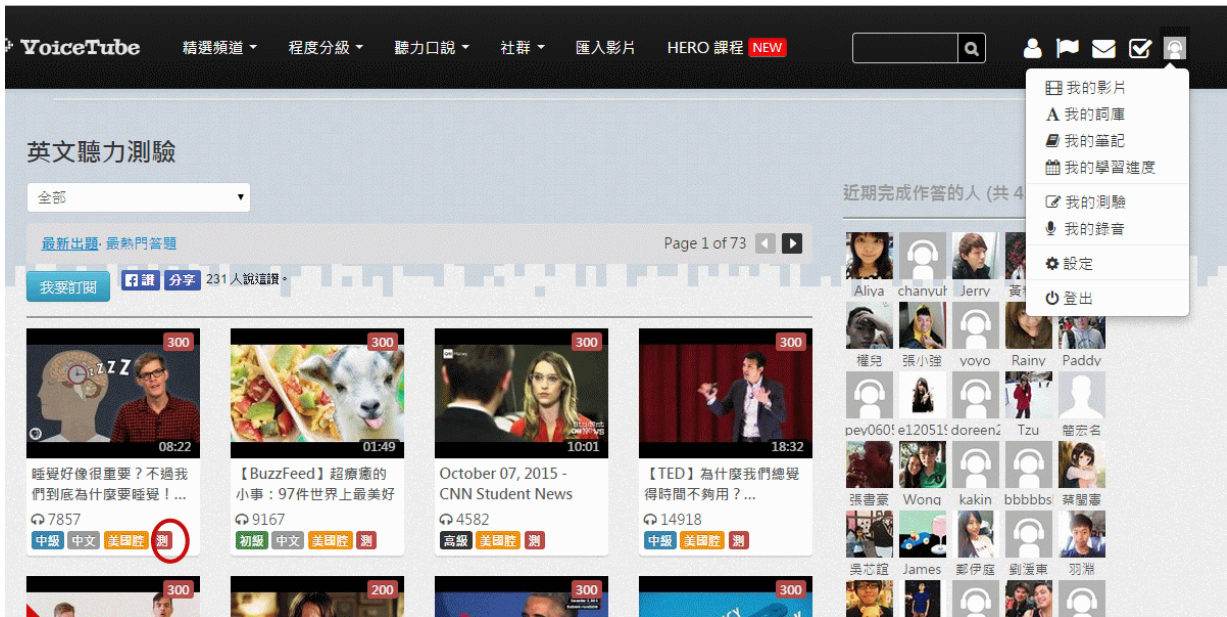 VoiceTube 精選頻道 程度分級 聽力口說 社群 匯入影片 HERO 課程 NEW
我的影片
A 我的詞庫
我的筆記
我的學習進度
我的測驗
我的錄音
設定
登出
英文聽力測驗
全部
最新出題· 最熱門答題 Page 1 of 73
我要訂閱 讚 分享 231 人說這讚。
300
08:22
睡覺好像很重要？不過我
們到底為什麼要睡覺！...
7857
中級 中文 美國腔 測
300
01:49
【BuzzFeed】超療癒的
小事：97件世界上最美好
9167
初級 中文 美國腔 測
300
10:01
October 07, 2015 -
CNN Student News
4582
高級 美國腔 測
300
18:32
【TED】為什麼我們總覺
得時間不夠用？...
14918
中級 美國腔 測
300
200
300
300
近期完成作答的人 (共 4
Aliya chanyuh Jerry 黃
權兒 張小強 yoyo Rainy Paddy
pey0605 e120519 doreen2 Tzu 簡宏名
張書豪 Wong kakin bbbbbs 蔡閨憲
吳芯誼 James 鄭伊庭 劉湲東 羽淵